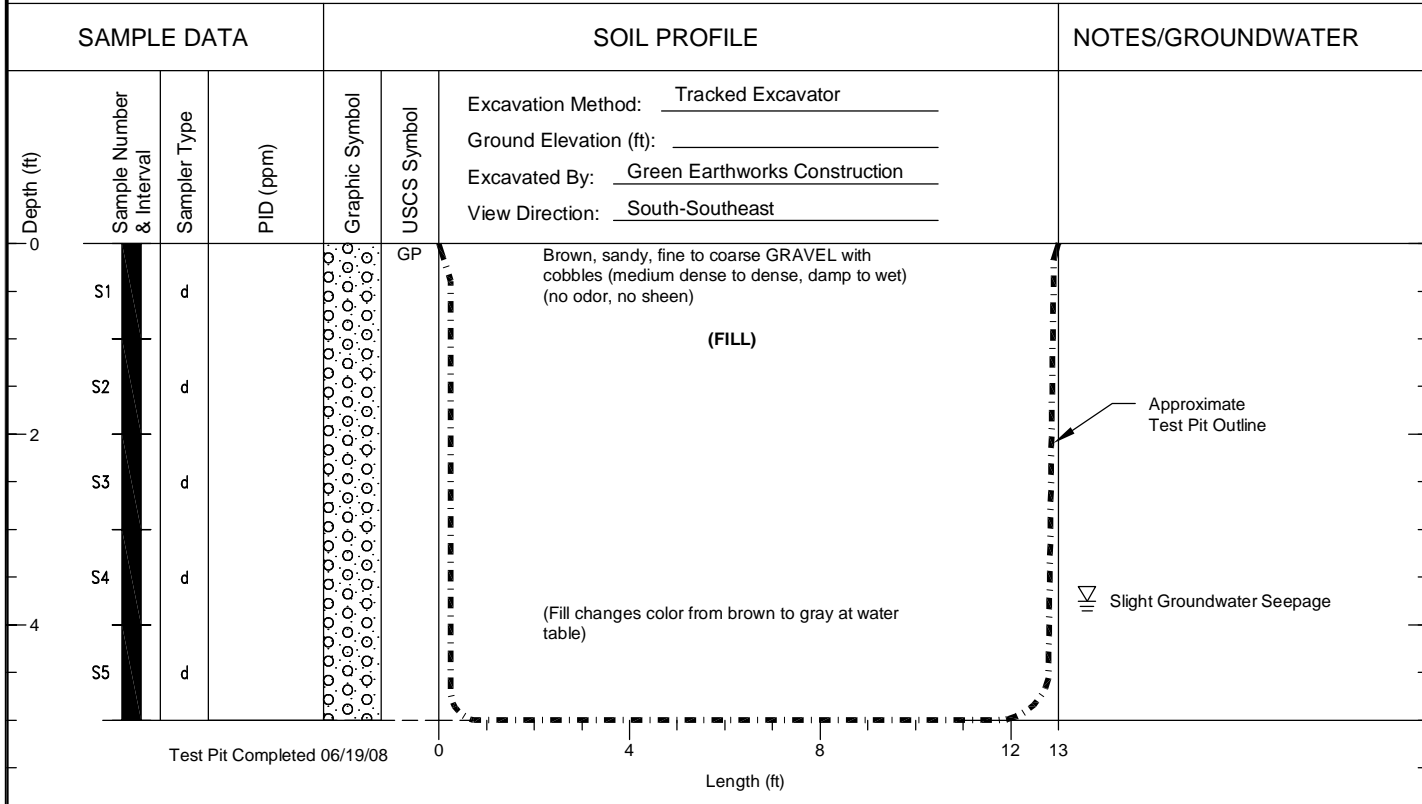 SAMPLE DATA
SOIL PROFILE
NOTES/GROUNDWATER
Depth (ft)
Sample Number
& Interval
Sampler Type
PID (ppm)
Graphic Symbol
USCS Symbol
Excavation Method: Tracked Excavator
Ground Elevation (ft):
Excavated By: Green Earthworks Construction
View Direction: South-Southeast
0
GP
Brown, sandy, fine to coarse GRAVEL with
cobbles (medium dense to dense, damp to wet)
(no odor, no sheen)
S1 d
(FILL)
S2 d
Approximate
Test Pit Outline
2
S3 d
S4 d
Slight Groundwater Seepage
(Fill changes color from brown to gray at water
table)
4
S5 d
Test Pit Completed 06/19/08
0 4 8 12 13
Length (ft)